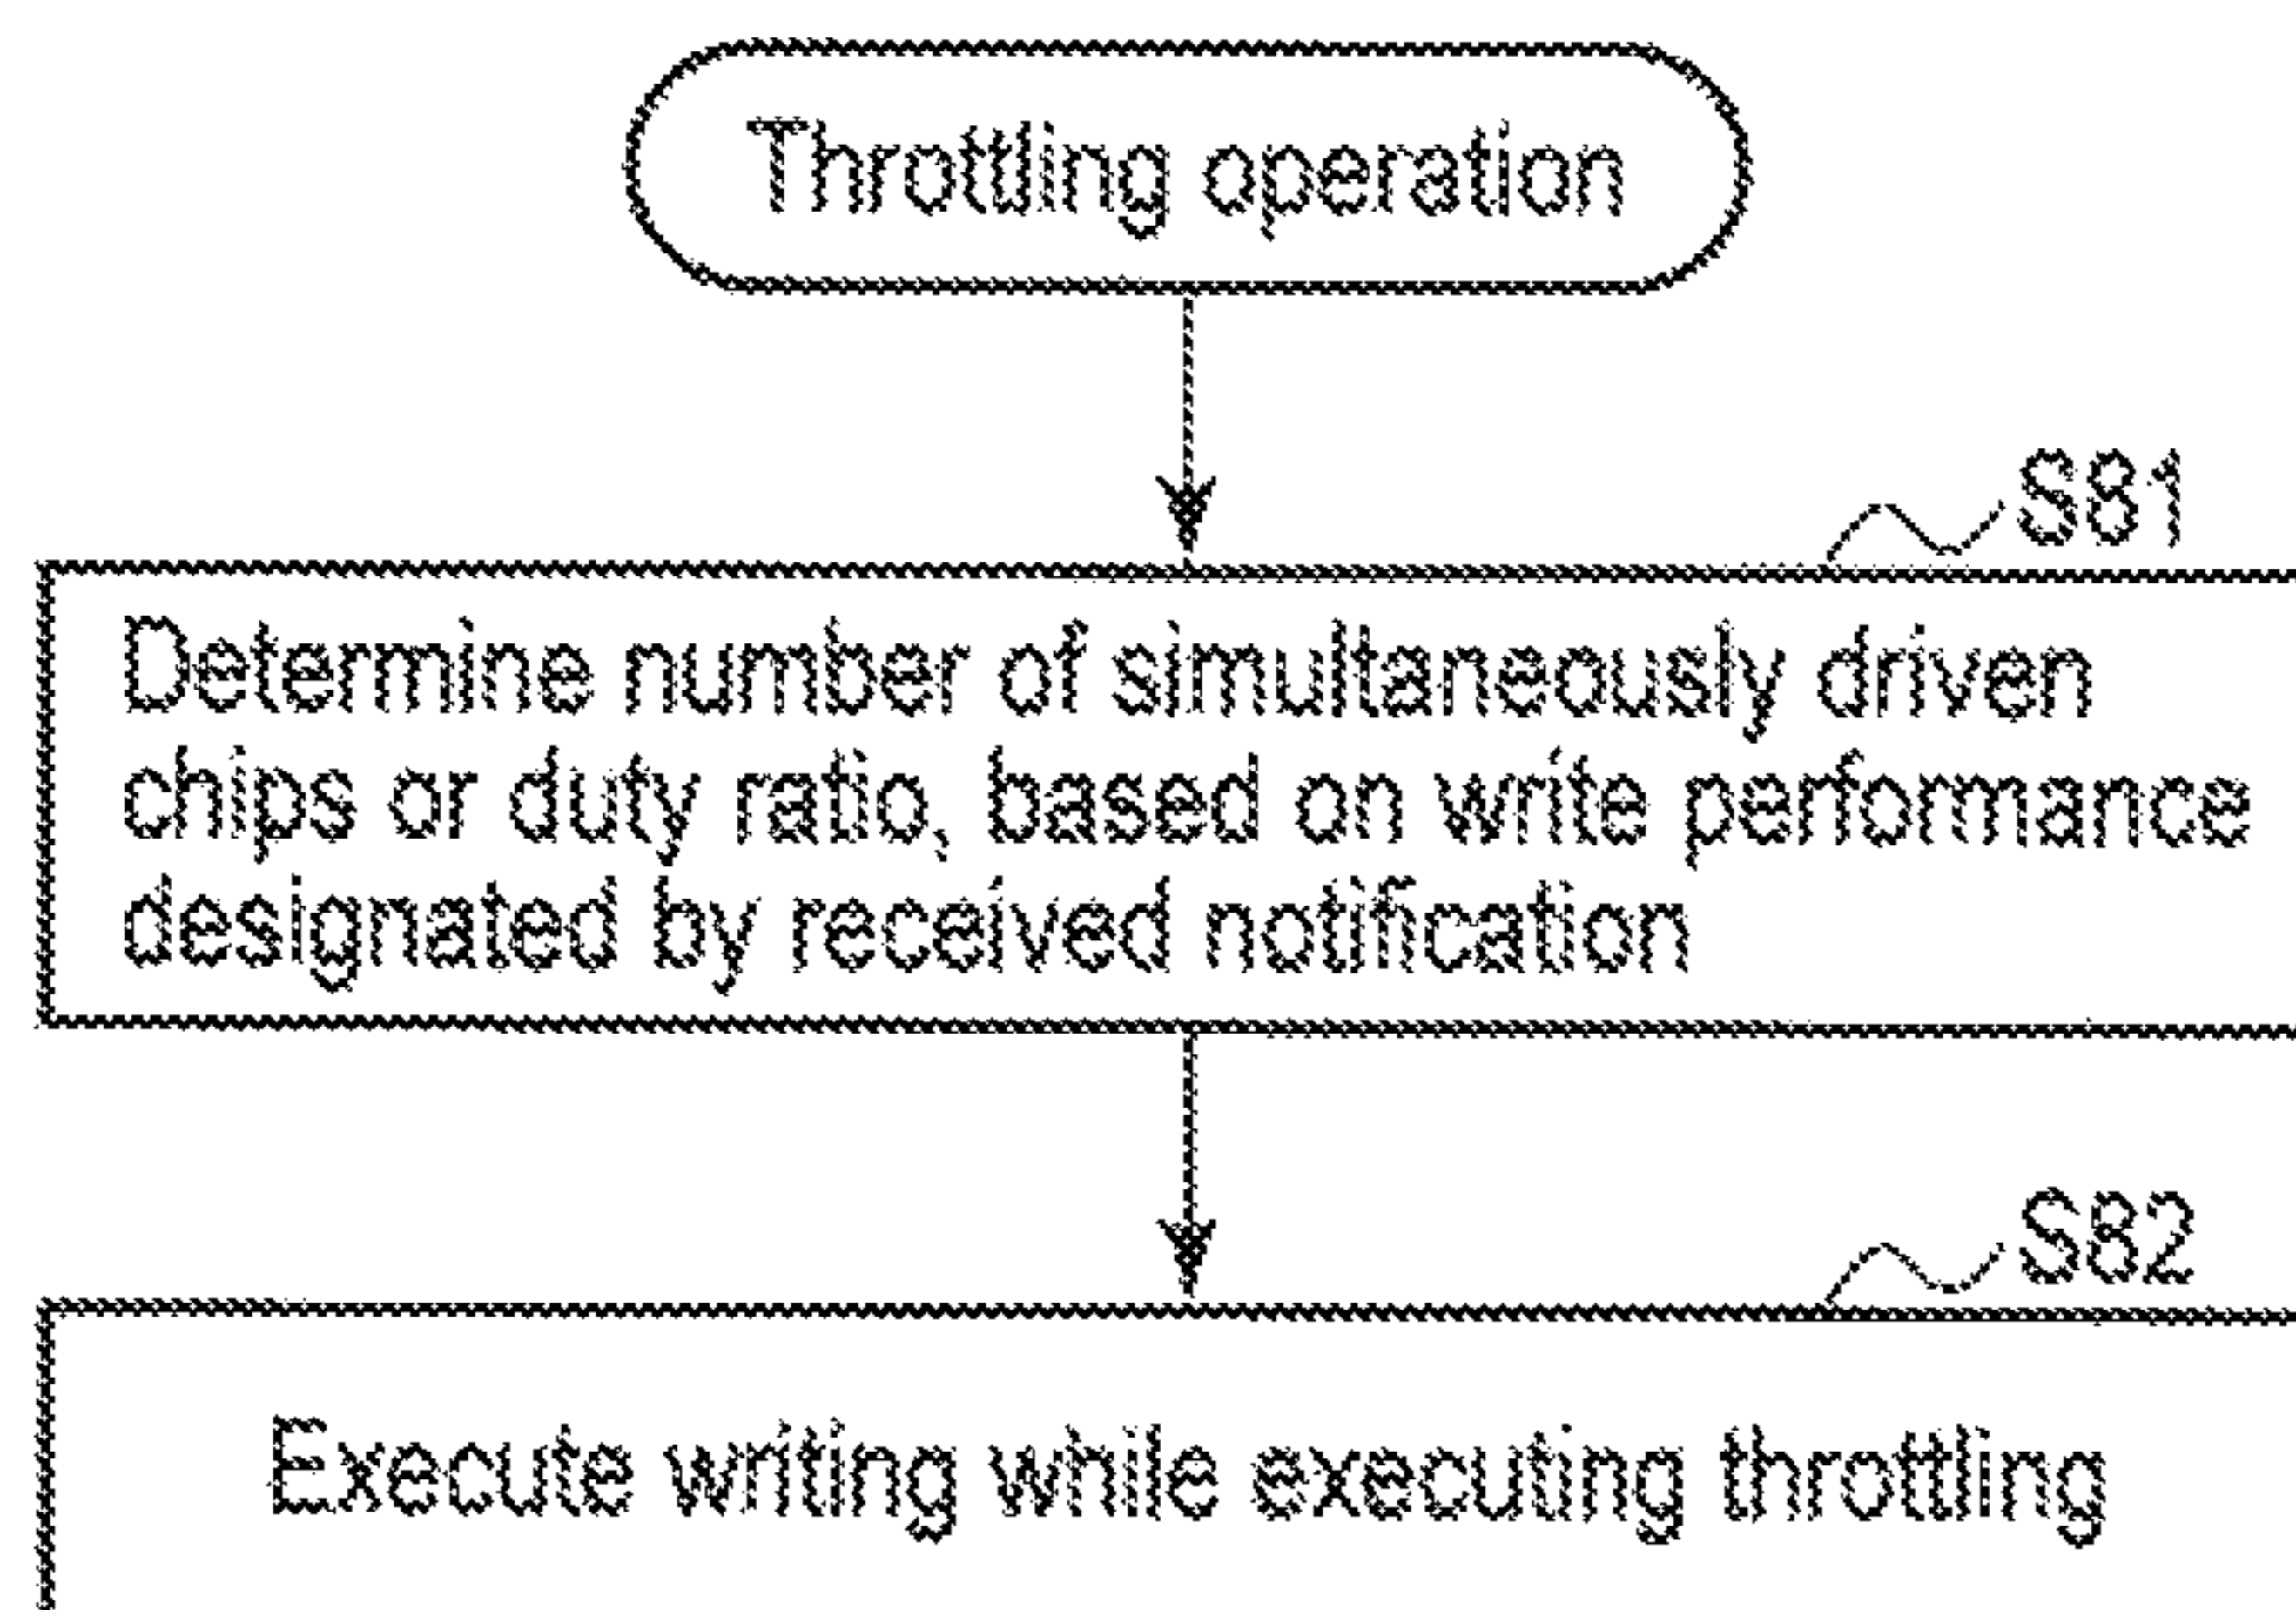 Throttling operation
S81
Determine number of simultaneously driven
chips or duty ratio, based on write performance
designated by received notification
S82
Execute writing while executing throttling